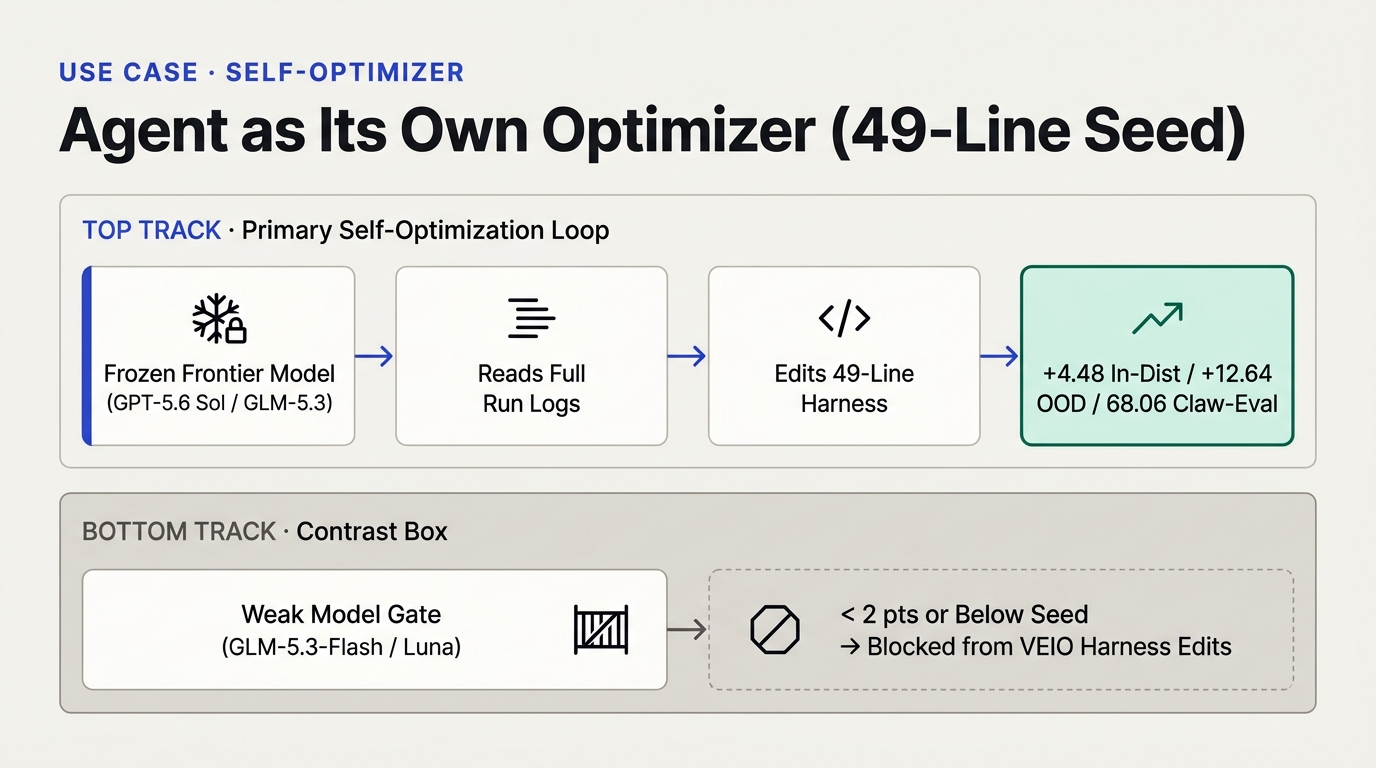 USE CASE · SELF-OPTIMIZER
Agent as Its Own Optimizer (49-Line Seed)
TOP TRACK · Primary Self-Optimization Loop
Frozen Frontier Model
(GPT-5.6 Sol / GLM-5.3)
Reads Full
Run Logs
Edits 49-Line
Harness
+4.48 In-Dist / +12.64
OOD / 68.06 Claw-Eval
BOTTOM TRACK · Contrast Box
Weak Model Gate
(GLM-5.3-Flash / Luna)
< 2 pts or Below Seed
→ Blocked from VEIO Harness Edits